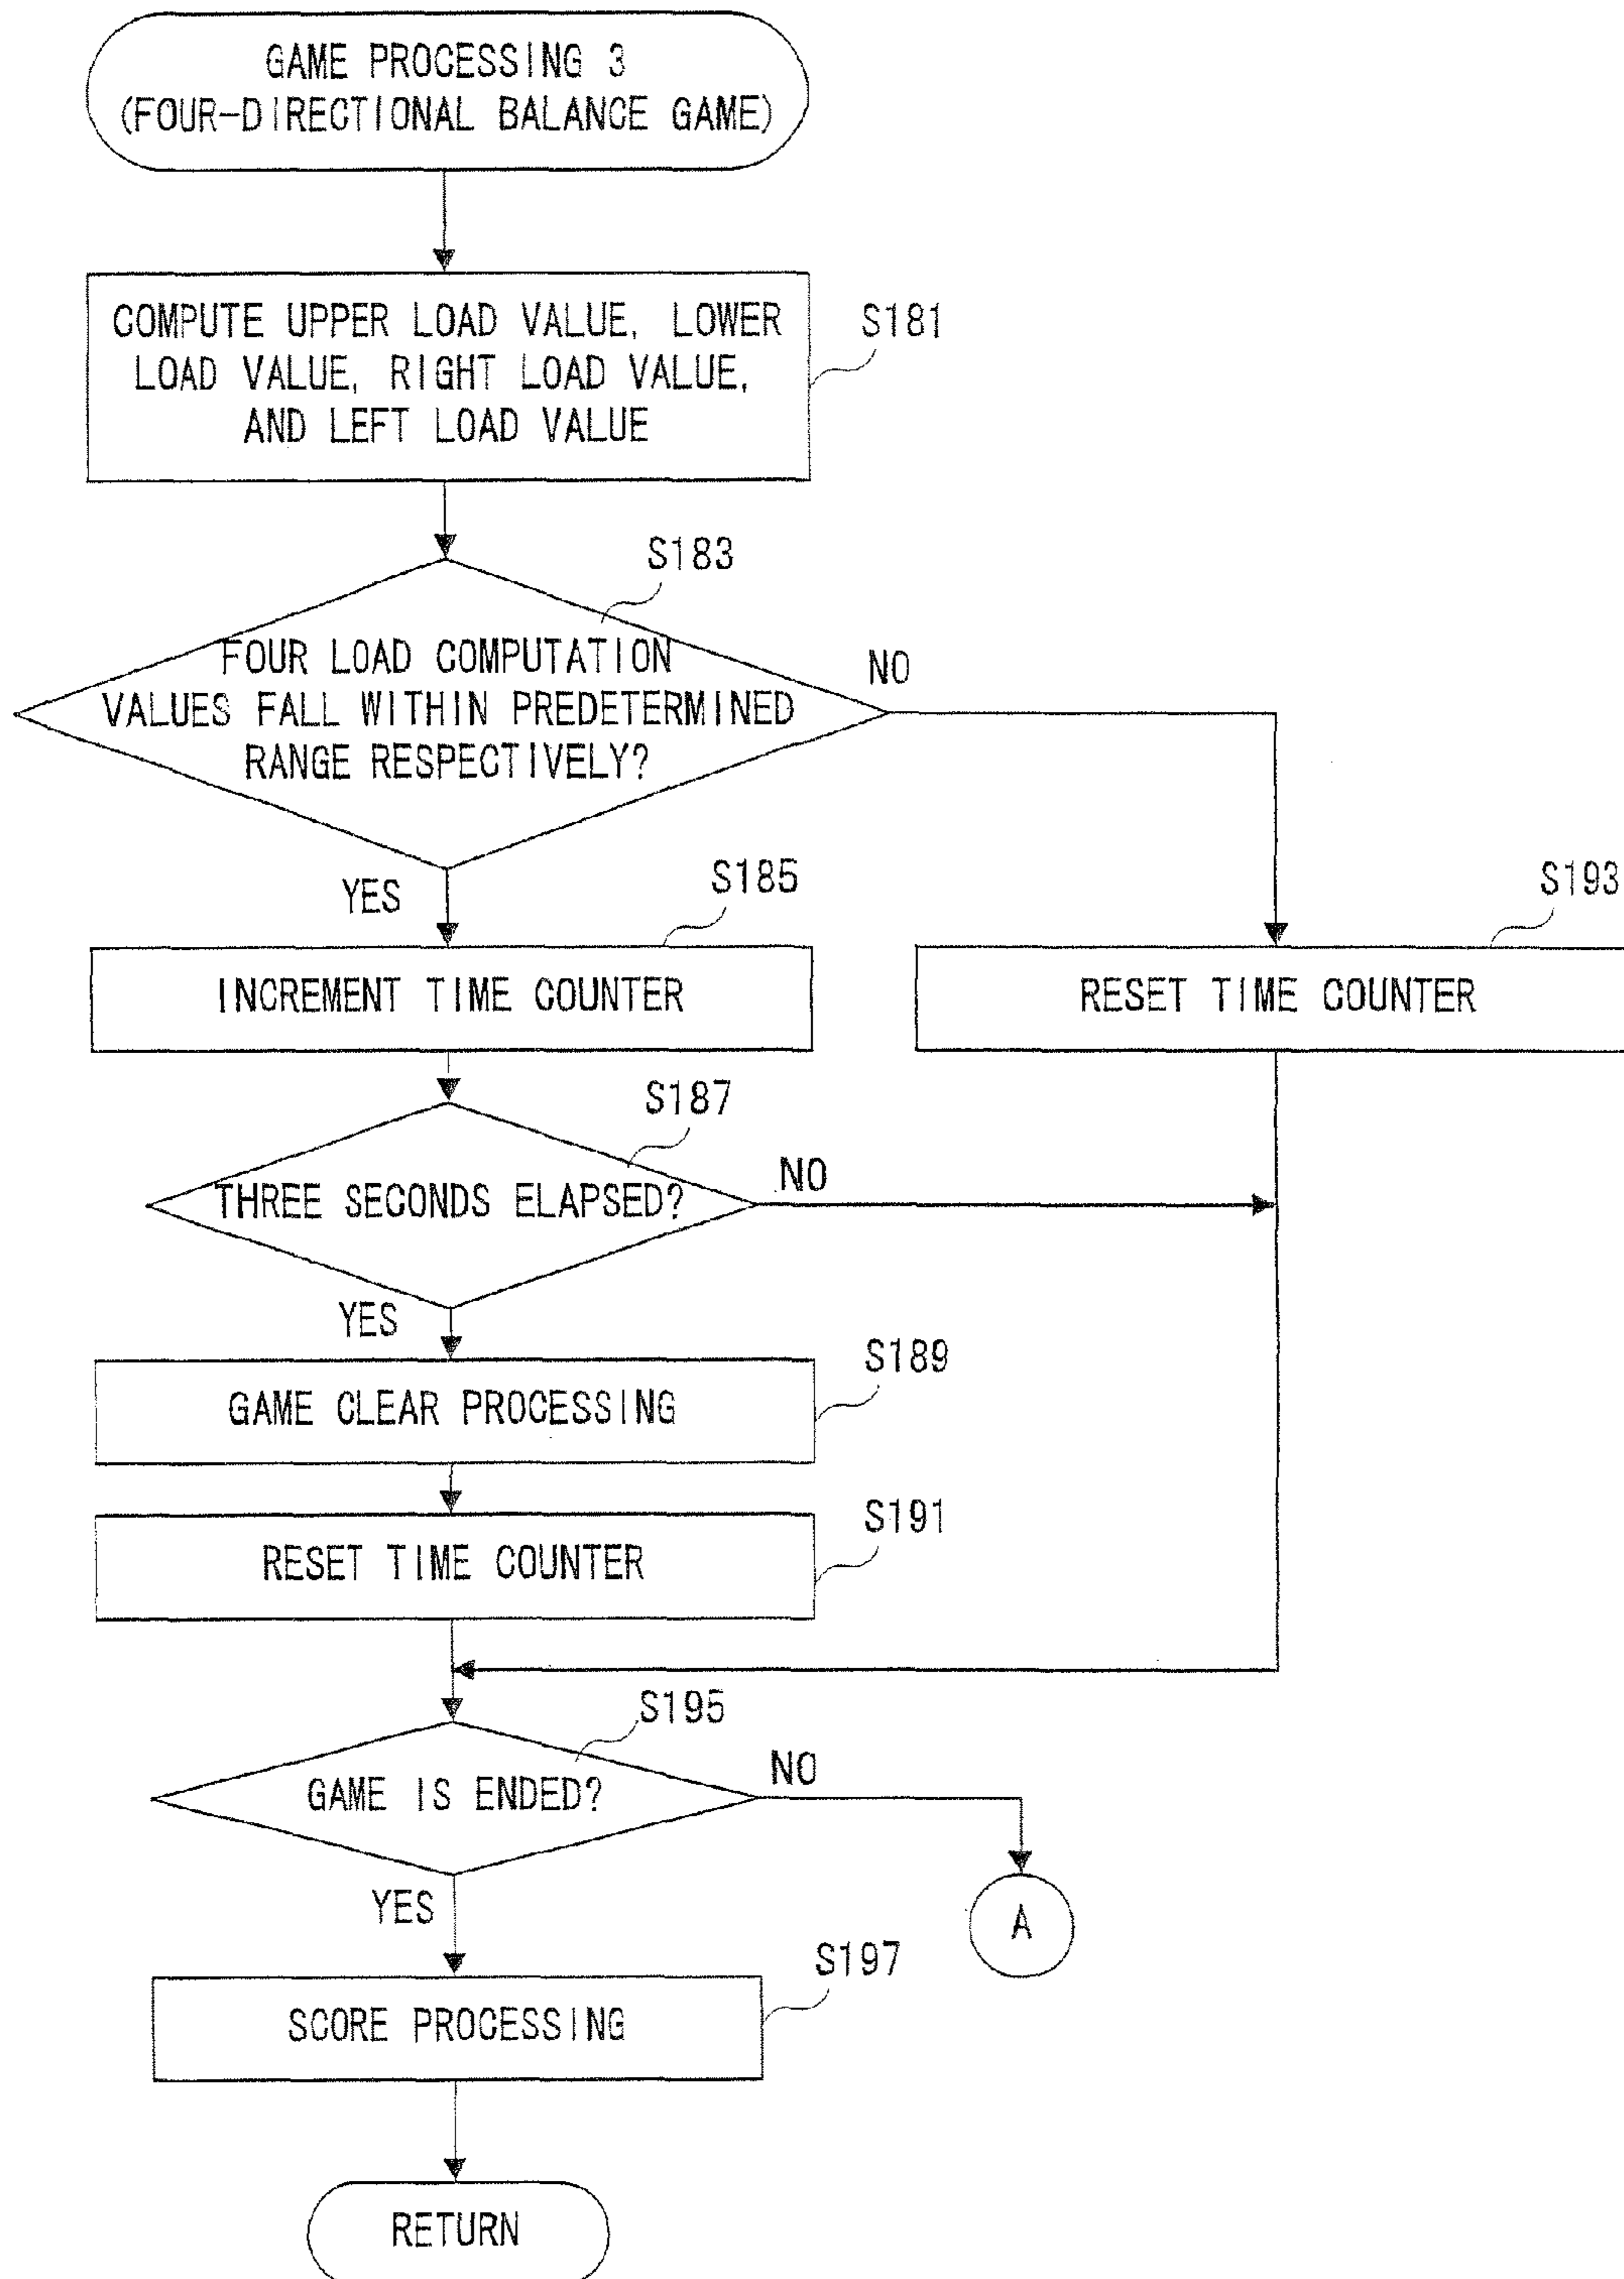 GAME PROCESSING 3
(FOUR-DIRECTIONAL BALANCE GAME)
COMPUTE UPPER LOAD VALUE, LOWER
LOAD VALUE, RIGHT LOAD VALUE,
AND LEFT LOAD VALUE
S181
S183
FOUR LOAD COMPUTATION
VALUES FALL WITHIN PREDETERMINED
RANGE RESPECTIVELY?
NO
YES
S185
S193
INCREMENT TIME COUNTER
RESET TIME COUNTER
S187
THREE SECONDS ELAPSED?
NO
YES
S189
GAME CLEAR PROCESSING
S191
RESET TIME COUNTER
S195
GAME IS ENDED?
NO
YES
A
S197
SCORE PROCESSING
RETURN